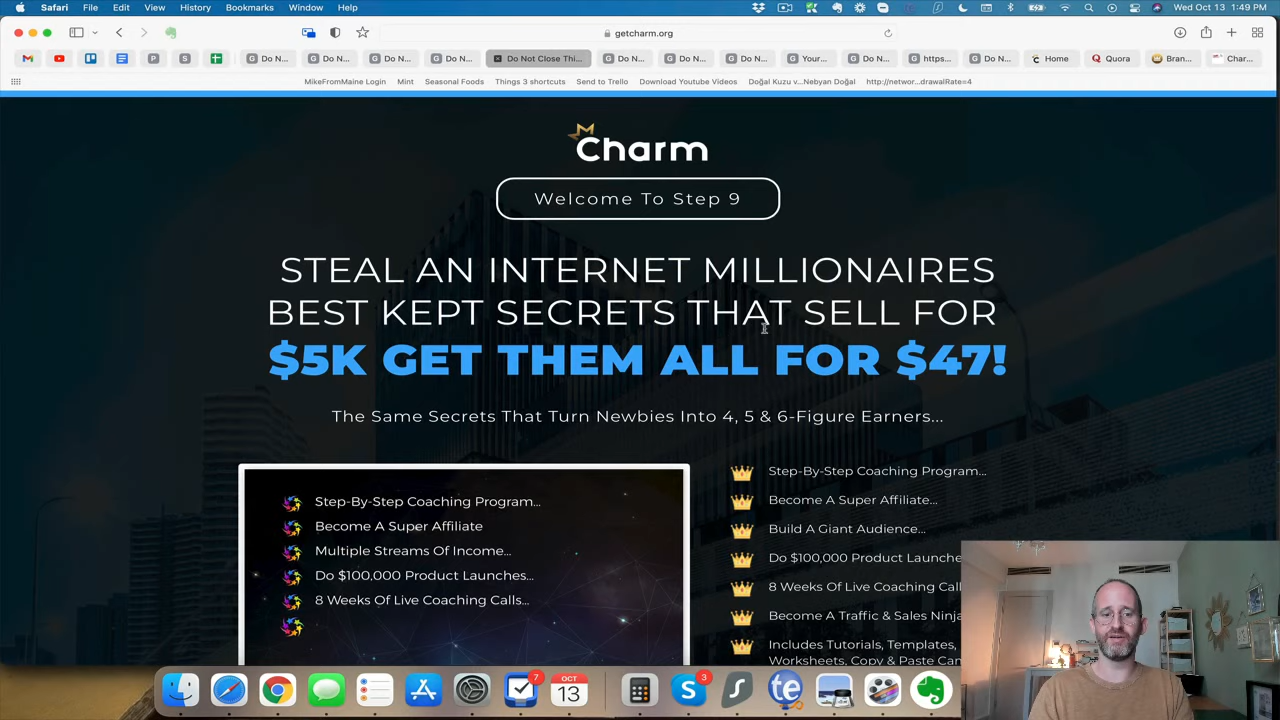 Safari File Edit View History Bookmarks Window Help
Wed Oct 13 1:49 PM
getcharm.org
Do N...
Do N...
Do N...
Do N...
Do Not Close Thi...
Do N...
Do N...
Do N...
Your...
Do N...
https...
Do N...
Home
Quora
Bran...
Char...
MikeFromMaine Login Mint Seasonal Foods Things 3 shortcuts Send to Trello Download Youtube Videos Doğal Kuzu v...Nebyan Doğal http://networ...drawalRate=4
Charm
Welcome To Step 9
STEAL AN INTERNET MILLIONAIRES
BEST KEPT SECRETS THAT SELL FOR
$5K GET THEM ALL FOR $47!
The Same Secrets That Turn Newbies Into 4, 5 & 6-Figure Earners...
Step-By-Step Coaching Program...
Become A Super Affiliate
Multiple Streams Of Income...
Do $100,000 Product Launches...
8 Weeks Of Live Coaching Calls...
Step-By-Step Coaching Program...
Become A Super Affiliate...
Build A Giant Audience...
Do $100,000 Product Launche
8 Weeks Of Live Coaching Call
Become A Traffic & Sales Ninja
Includes Tutorials, Templates,
Worksheets, Copy & Paste Cam
7
OCT
13
3
te